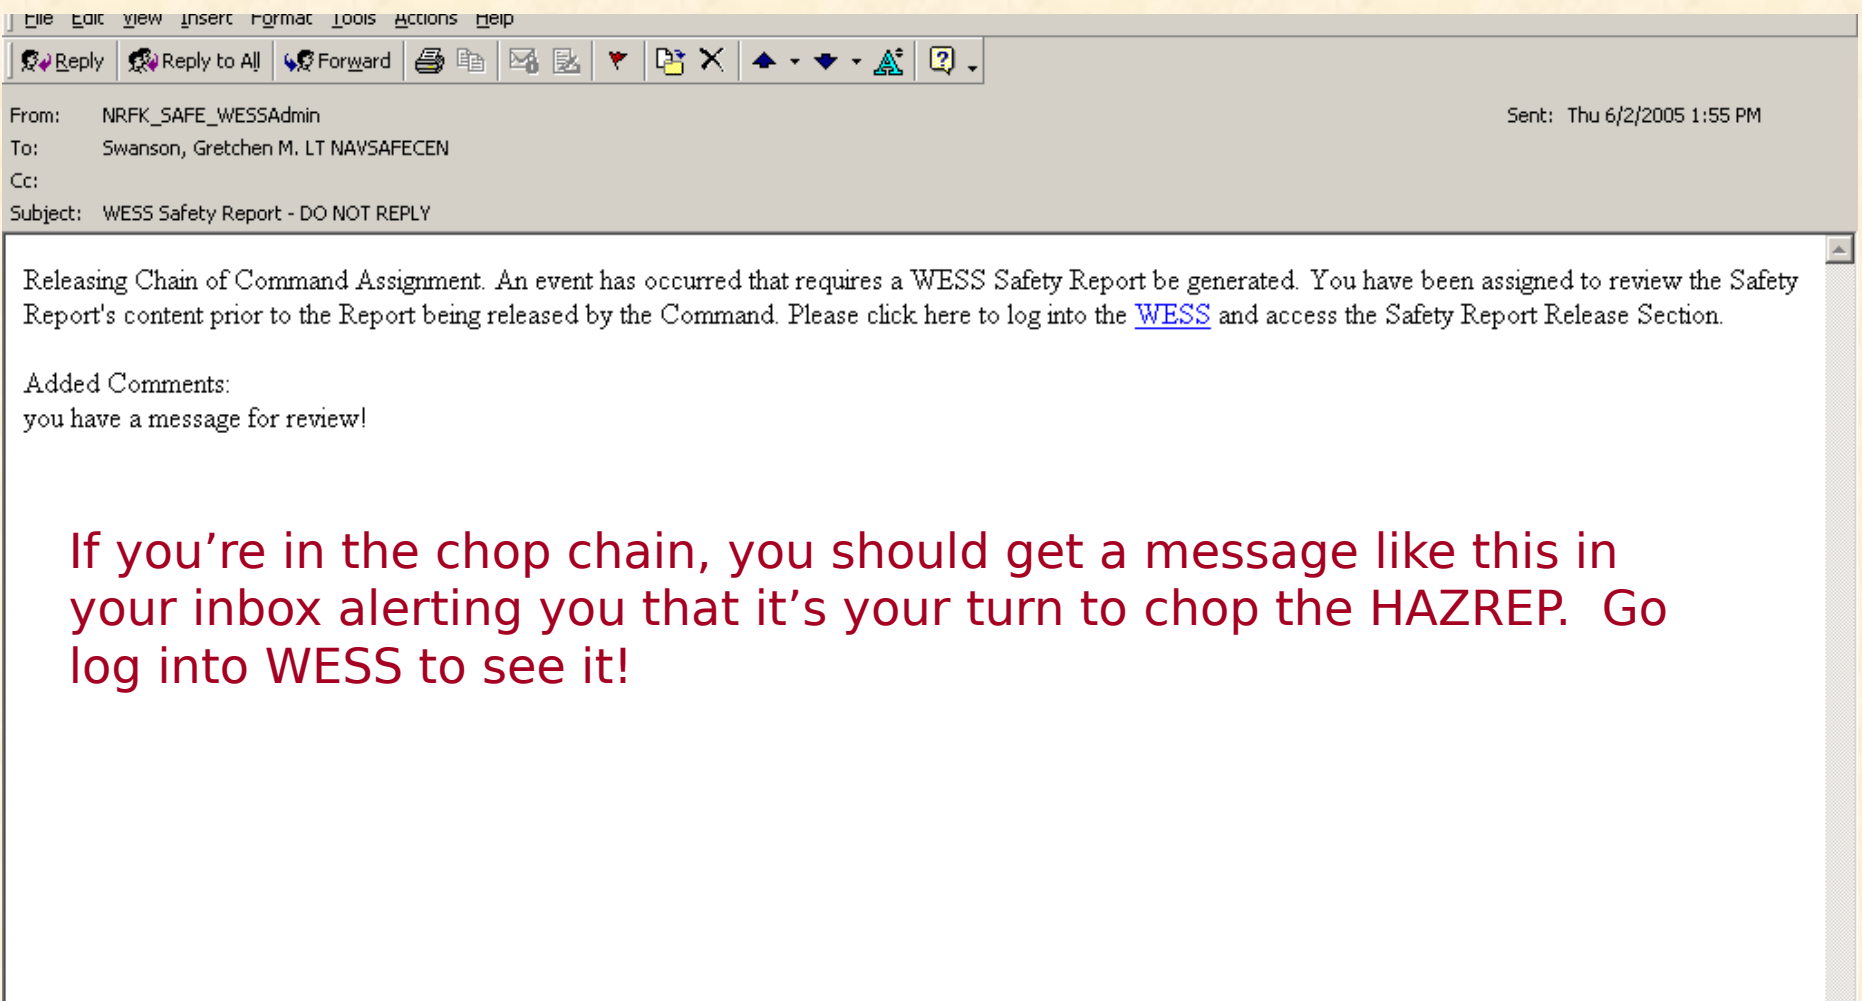 File Edit View Insert Format Tools Actions Help
Reply Reply to All Forward
From: NRFK_SAFE_WESSAdmin Sent: Thu 6/2/2005 1:55 PM
To: Swanson, Gretchen M. LT NAVSAFECEN
Cc:
Subject: WESS Safety Report - DO NOT REPLY
Releasing Chain of Command Assignment. An event has occurred that requires a WESS Safety Report be generated. You have been assigned to review the Safety
Report's content prior to the Report being released by the Command. Please click here to log into the WESS and access the Safety Report Release Section.
Added Comments:
you have a message for review!
If you’re in the chop chain, you should get a message like this in
your inbox alerting you that it’s your turn to chop the HAZREP.  Go
log into WESS to see it!